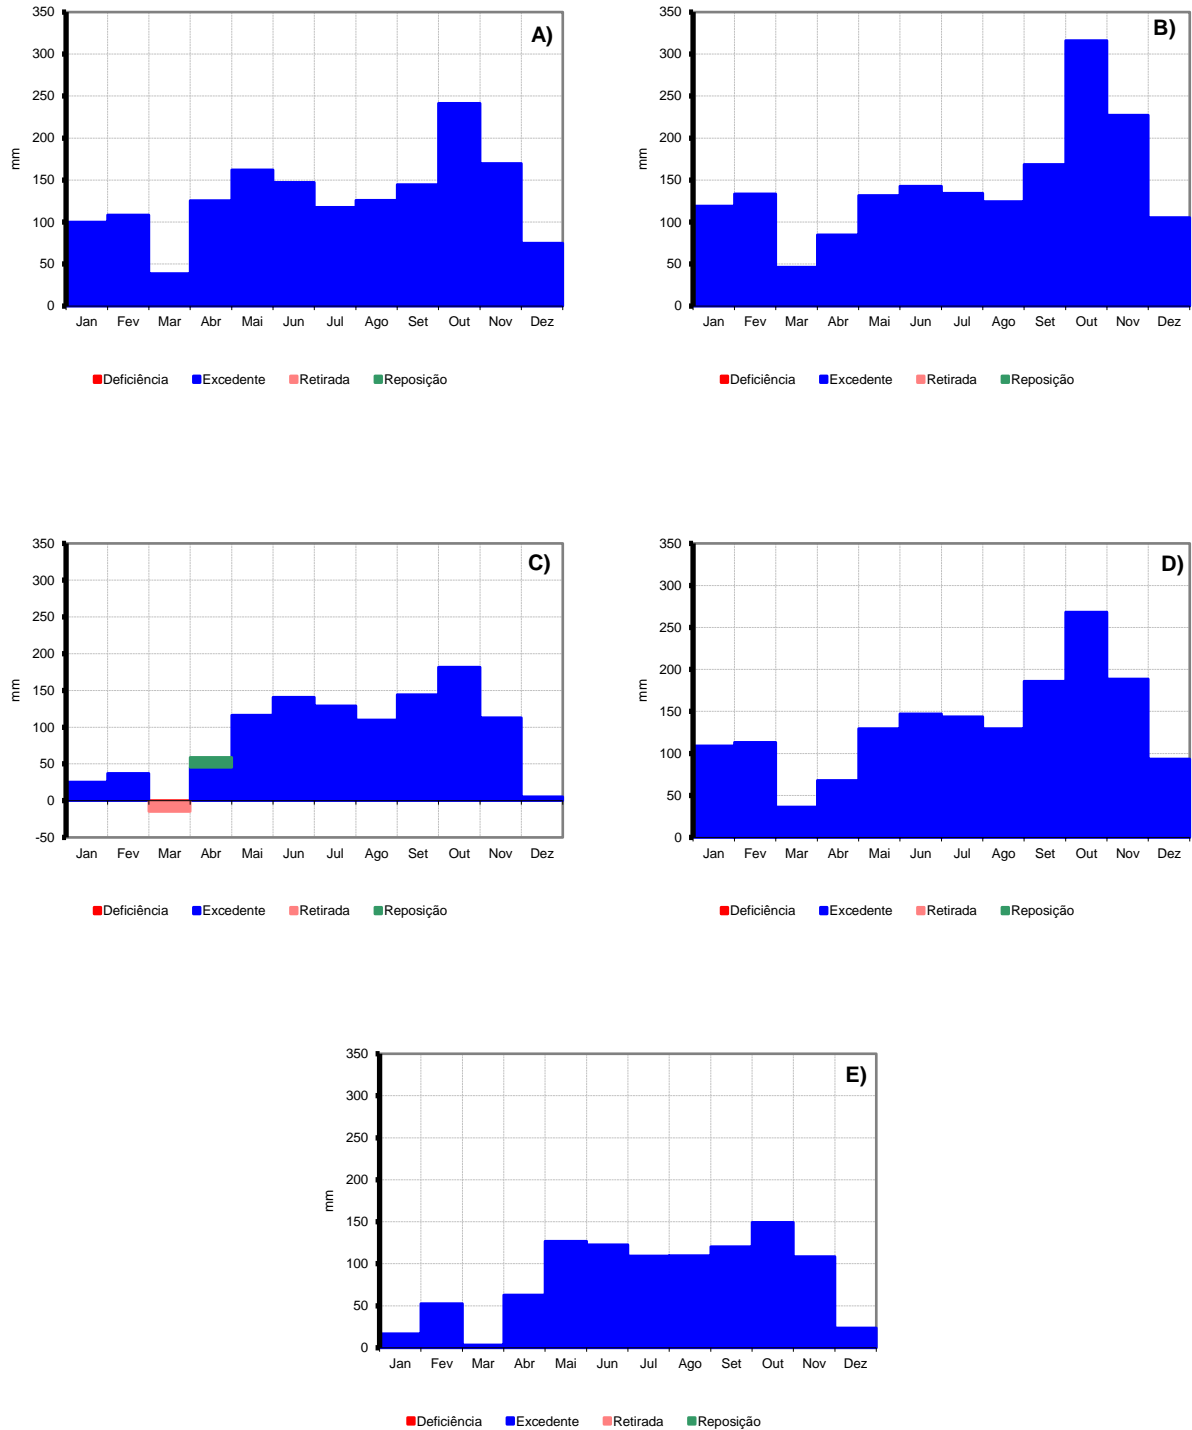 A)
350
300
250
200
150
100
50
0
mm
Jan Fev Mar Abr Mai Jun Jul Ago Set Out Nov Dez
Deficiência Excedente Retirada Reposição
B)
350
300
250
200
150
100
50
0
mm
Jan Fev Mar Abr Mai Jun Jul Ago Set Out Nov Dez
Deficiência Excedente Retirada Reposição
C)
350
300
250
200
150
100
50
0
-50
mm
Jan Fev Mar Abr Mai Jun Jul Ago Set Out Nov Dez
Deficiência Excedente Retirada Reposição
D)
350
300
250
200
150
100
50
0
mm
Jan Fev Mar Abr Mai Jun Jul Ago Set Out Nov Dez
Deficiência Excedente Retirada Reposição
E)
350
300
250
200
150
100
50
0
mm
Jan Fev Mar Abr Mai Jun Jul Ago Set Out Nov Dez
Deficiência Excedente Retirada Reposição